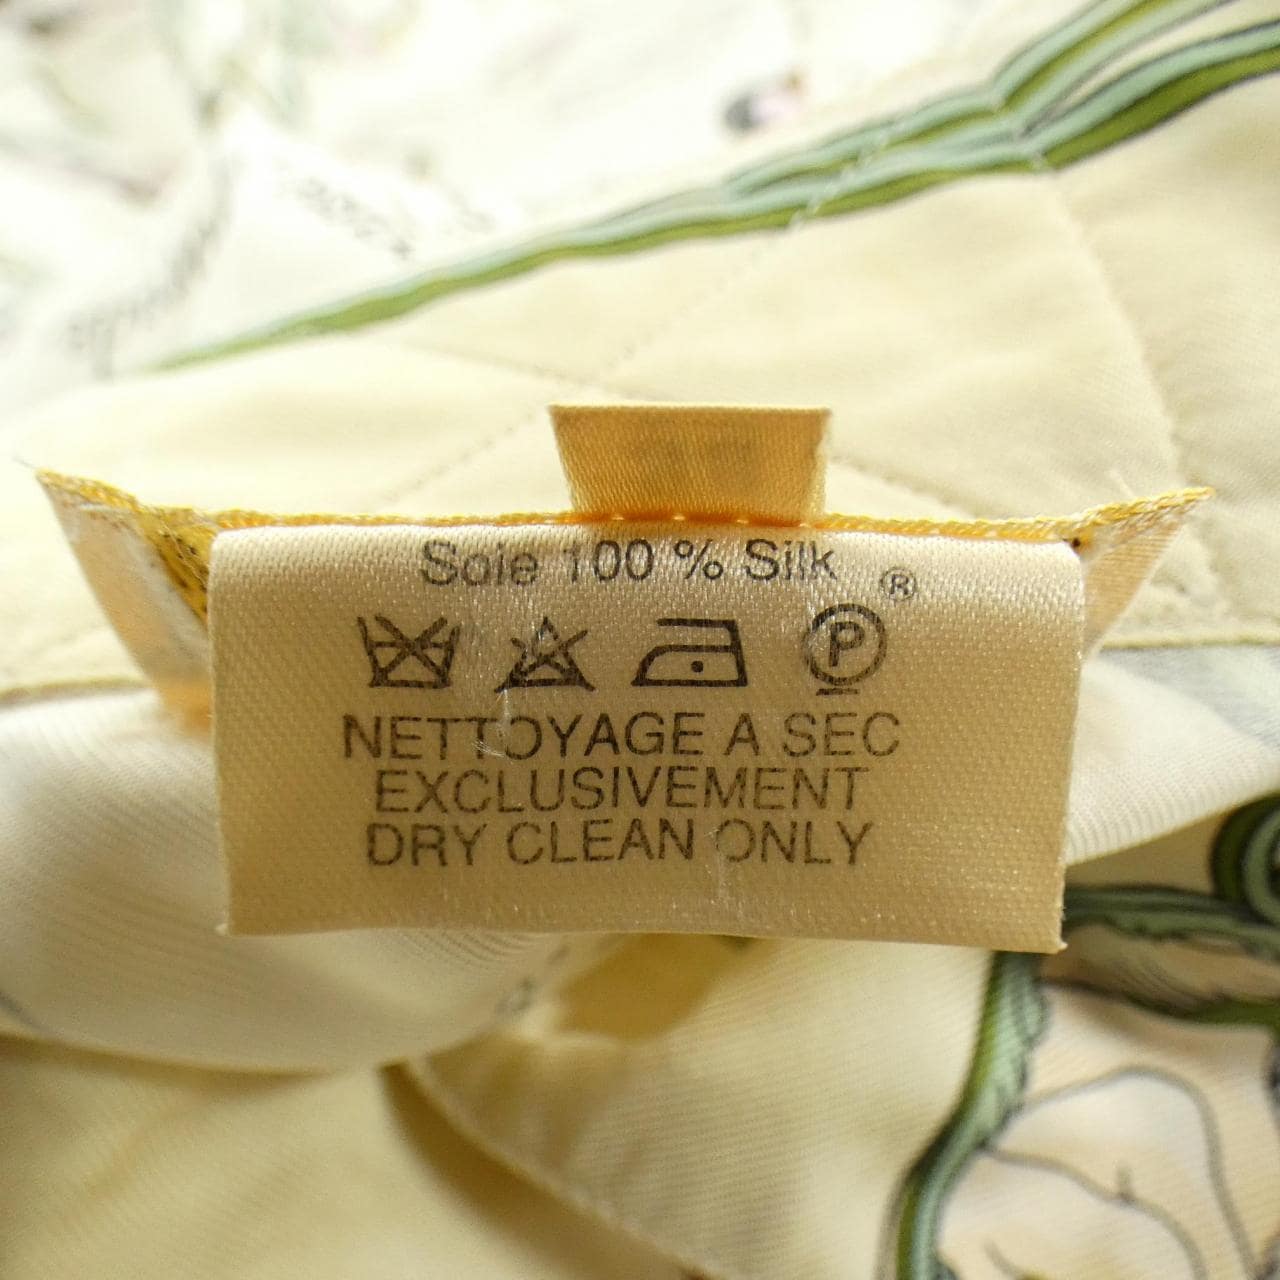 Soie 100 % Silk
®
P
NETTOYAGE A SEC
EXCLUSIVEMENT
DRY CLEAN ONLY